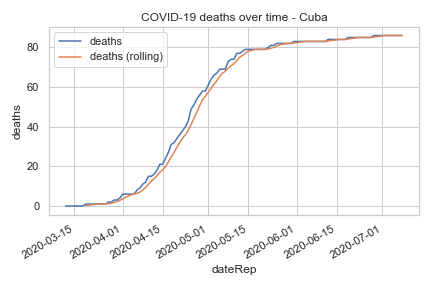 COVID-19 deaths over time - Cuba
deaths
deaths (rolling)
80
60
40
20
0
deaths
2020-03-15
2020-04-01
2020-04-15
2020-05-01
2020-05-15
2020-06-01
2020-06-15
2020-07-01
dateRep